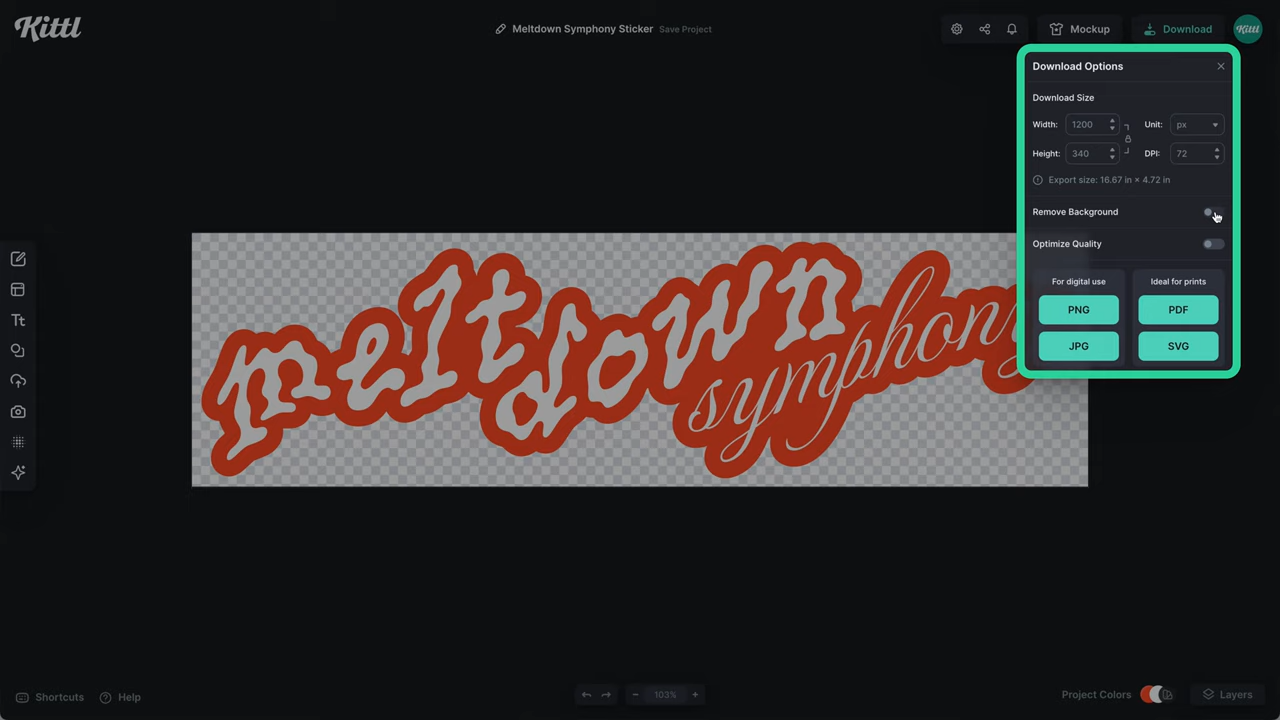 Kittl
Meltdown Symphony Sticker Save Project
Mockup
Download
Kittl
Download Options
Download Size
Width: 1200 Unit: px
Height: 340 DPI: 72
Export size: 16.67 in × 4.72 in
Remove Background
Optimize Quality
For digital use
Ideal for prints
PNG
PDF
JPG
SVG
Tt
meltdown
symphony
Shortcuts
Help
103%
Project Colors
Layers